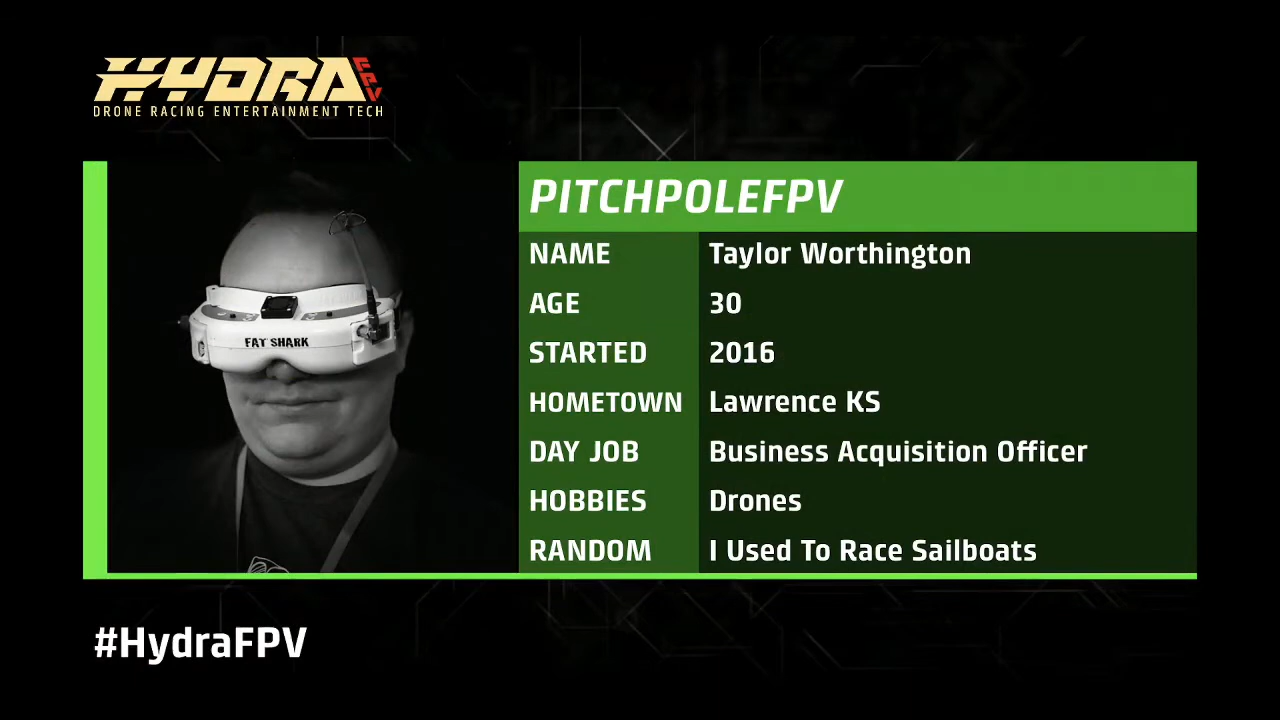 HYDRA FPV
DRONE RACING ENTERTAINMENT TECH
PITCHPOLEFPV
NAME Taylor Worthington
AGE 30
STARTED 2016
HOMETOWN Lawrence KS
DAY JOB Business Acquisition Officer
HOBBIES Drones
RANDOM I Used To Race Sailboats
FAT SHARK
#HydraFPV